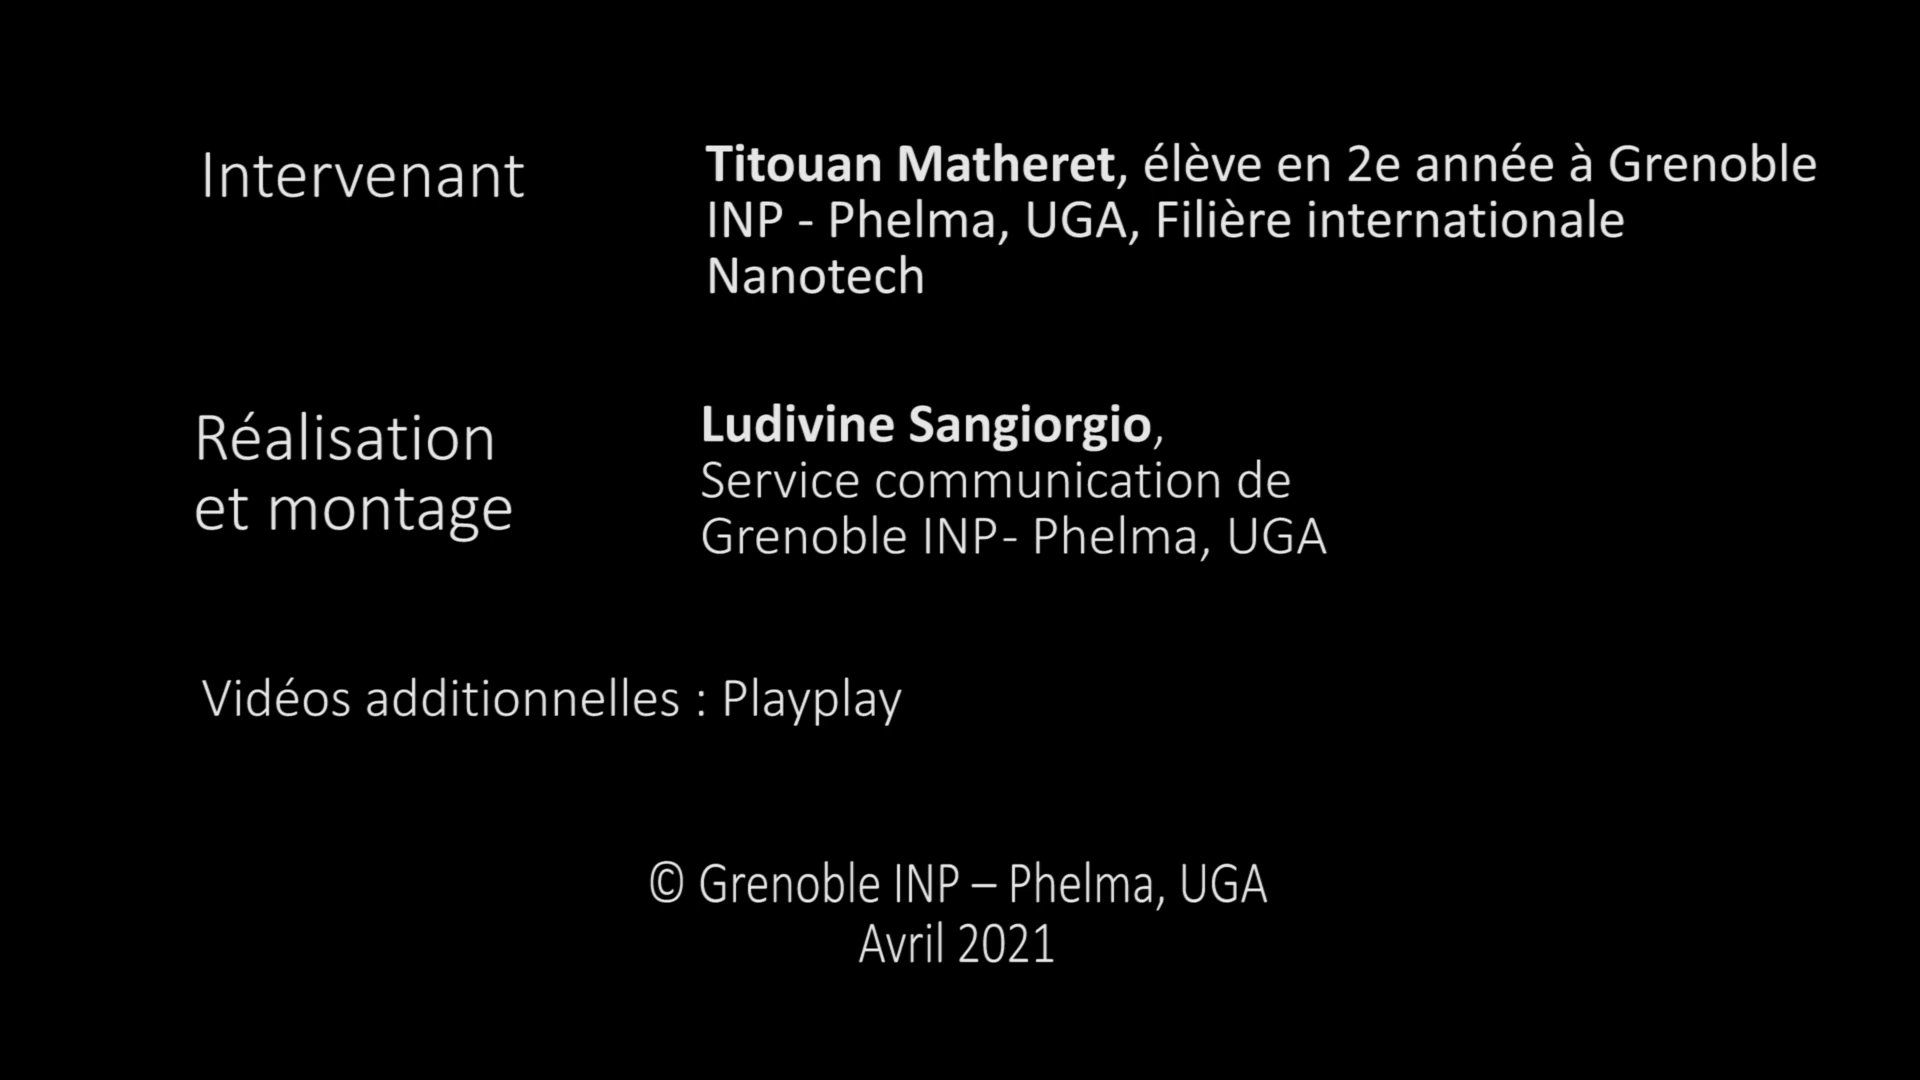 Intervenant
Titouan Matheret, élève en 2e année à Grenoble
INP - Phelma, UGA, Filière internationale
Nanotech
Réalisation
et montage
Ludivine Sangiorgio,
Service communication de
Grenoble INP- Phelma, UGA
Vidéos additionnelles : Playplay
© Grenoble INP – Phelma, UGA
Avril 2021